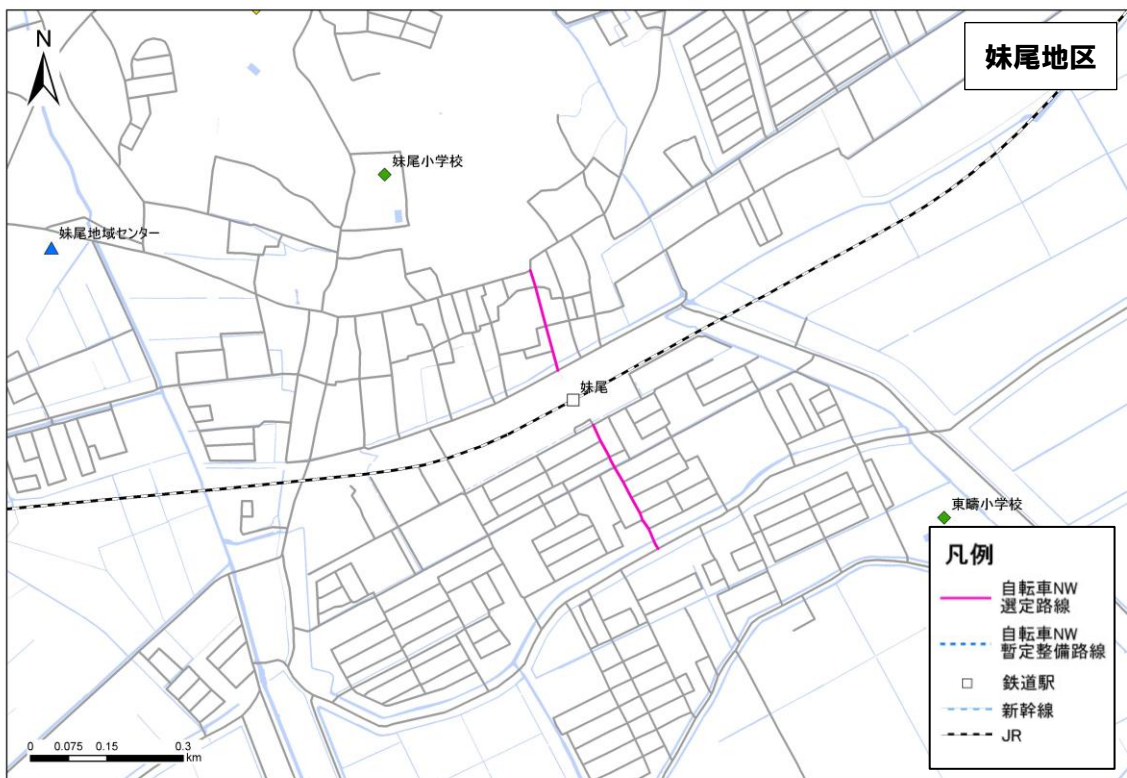 妹尾地区
N
妹尾小学校
妹尾地域センター
妹尾
東疇小学校
凡例
自転車NW
選定路線
自転車NW
暫定整備路線
鉄道駅
新幹線
JR
0 0.075 0.15 0.3
km